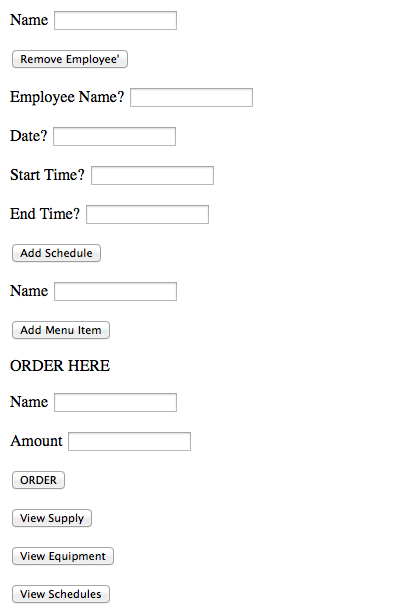 Name
Remove Employee'
Employee Name?
Date?
Start Time?
End Time?
Add Schedule
Name
Add Menu Item
ORDER HERE
Name
Amount
ORDER
View Supply
View Equipment
View Schedules